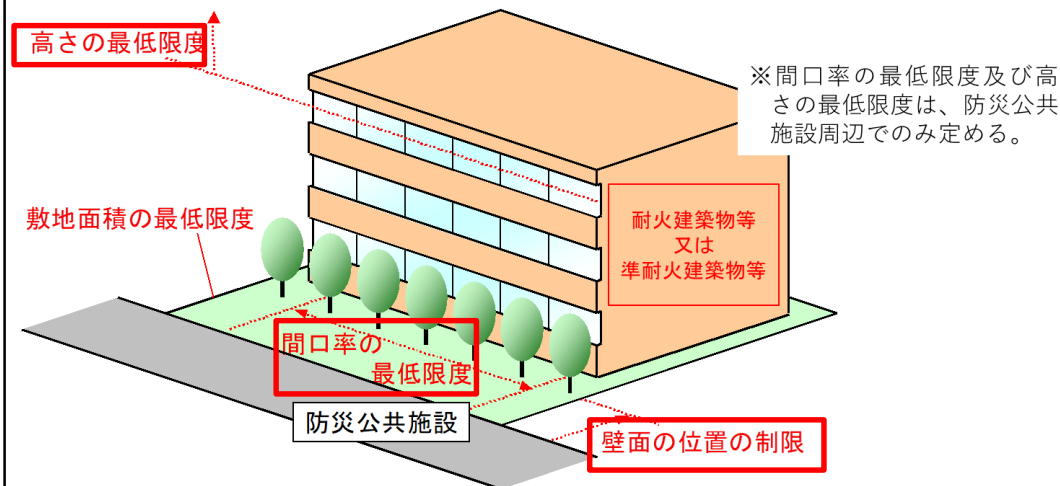 高さの最低限度
※間口率の最低限度及び高
さの最低限度は、防災公共
施設周辺でのみ定める。
敷地面積の最低限度
耐火建築物等
又は
準耐火建築物等
間口率の
最低限度
防災公共施設
壁面の位置の制限